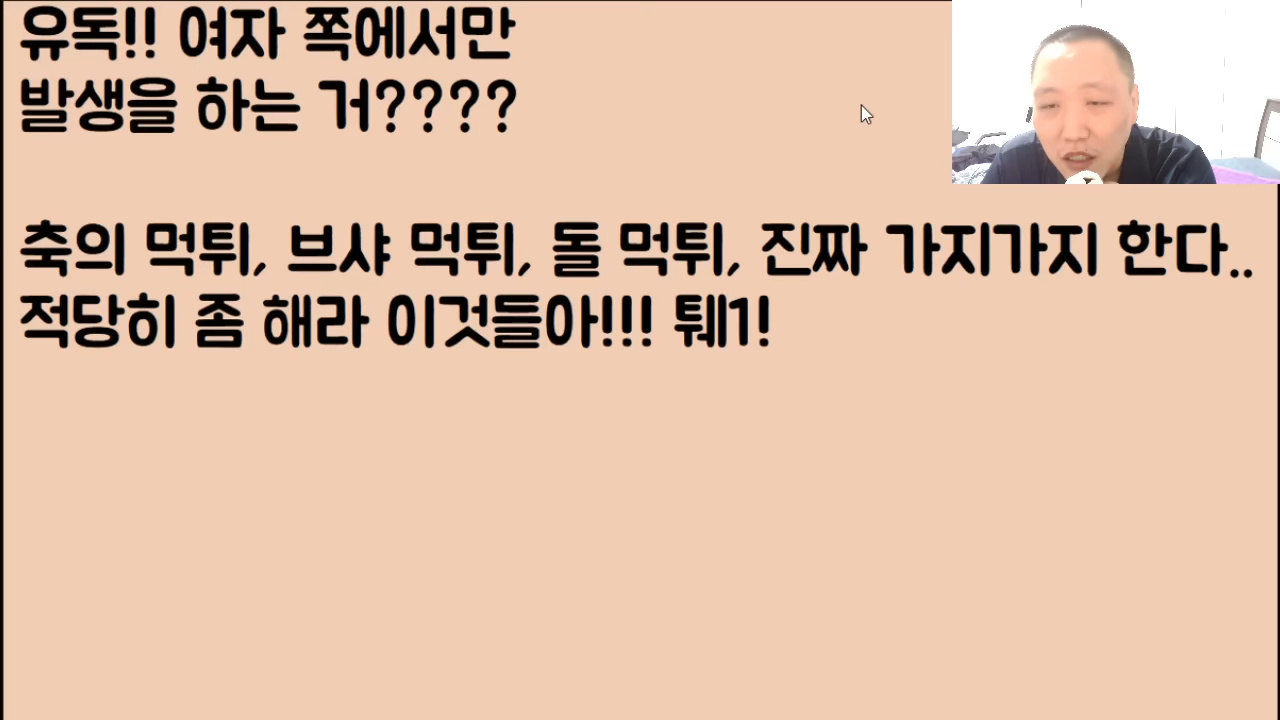 유독!! 여자 쪽에서만
발생을 하는 거????
축의 먹튀, 브샤 먹튀, 돌 먹튀, 진짜 가지가지 한다..
적당히 좀 해라 이것들아!!! 퉤1!